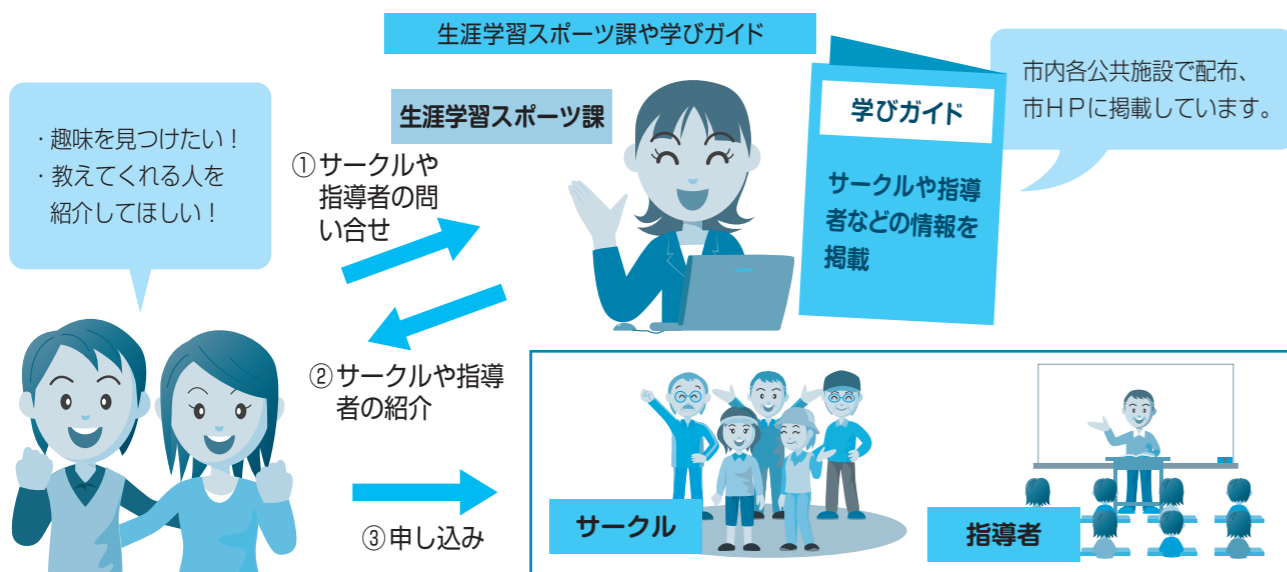 生涯学習スポーツ課や学びガイド
・趣味を見つけたい！
・教えてくれる人を
紹介してほしい！
生涯学習スポーツ課
①サークルや
指導者の問
い合せ
学びガイド
サークルや指導
者などの情報を
掲載
市内各公共施設で配布、
市ＨＰに掲載しています。
②サークルや指導
者の紹介
③申し込み
サークル
指導者